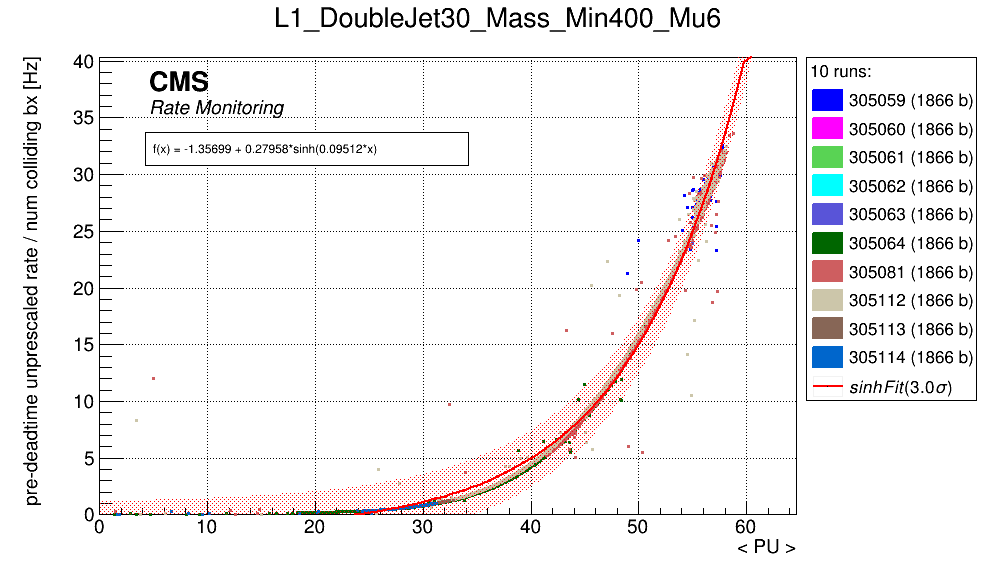 L1_DoubleJet30_Mass_Min400_Mu6
pre-deadtime unprescaled rate / num colliding bx [Hz]
40
35
30
25
20
15
10
5
0
CMS
Rate Monitoring
f(x) = -1.35699 + 0.27958*sinh(0.09512*x)
0 10 20 30 40 50 60
< PU >
10 runs:
305059 (1866 b)
305060 (1866 b)
305061 (1866 b)
305062 (1866 b)
305063 (1866 b)
305064 (1866 b)
305081 (1866 b)
305112 (1866 b)
305113 (1866 b)
305114 (1866 b)
sinhFit(3.0σ)